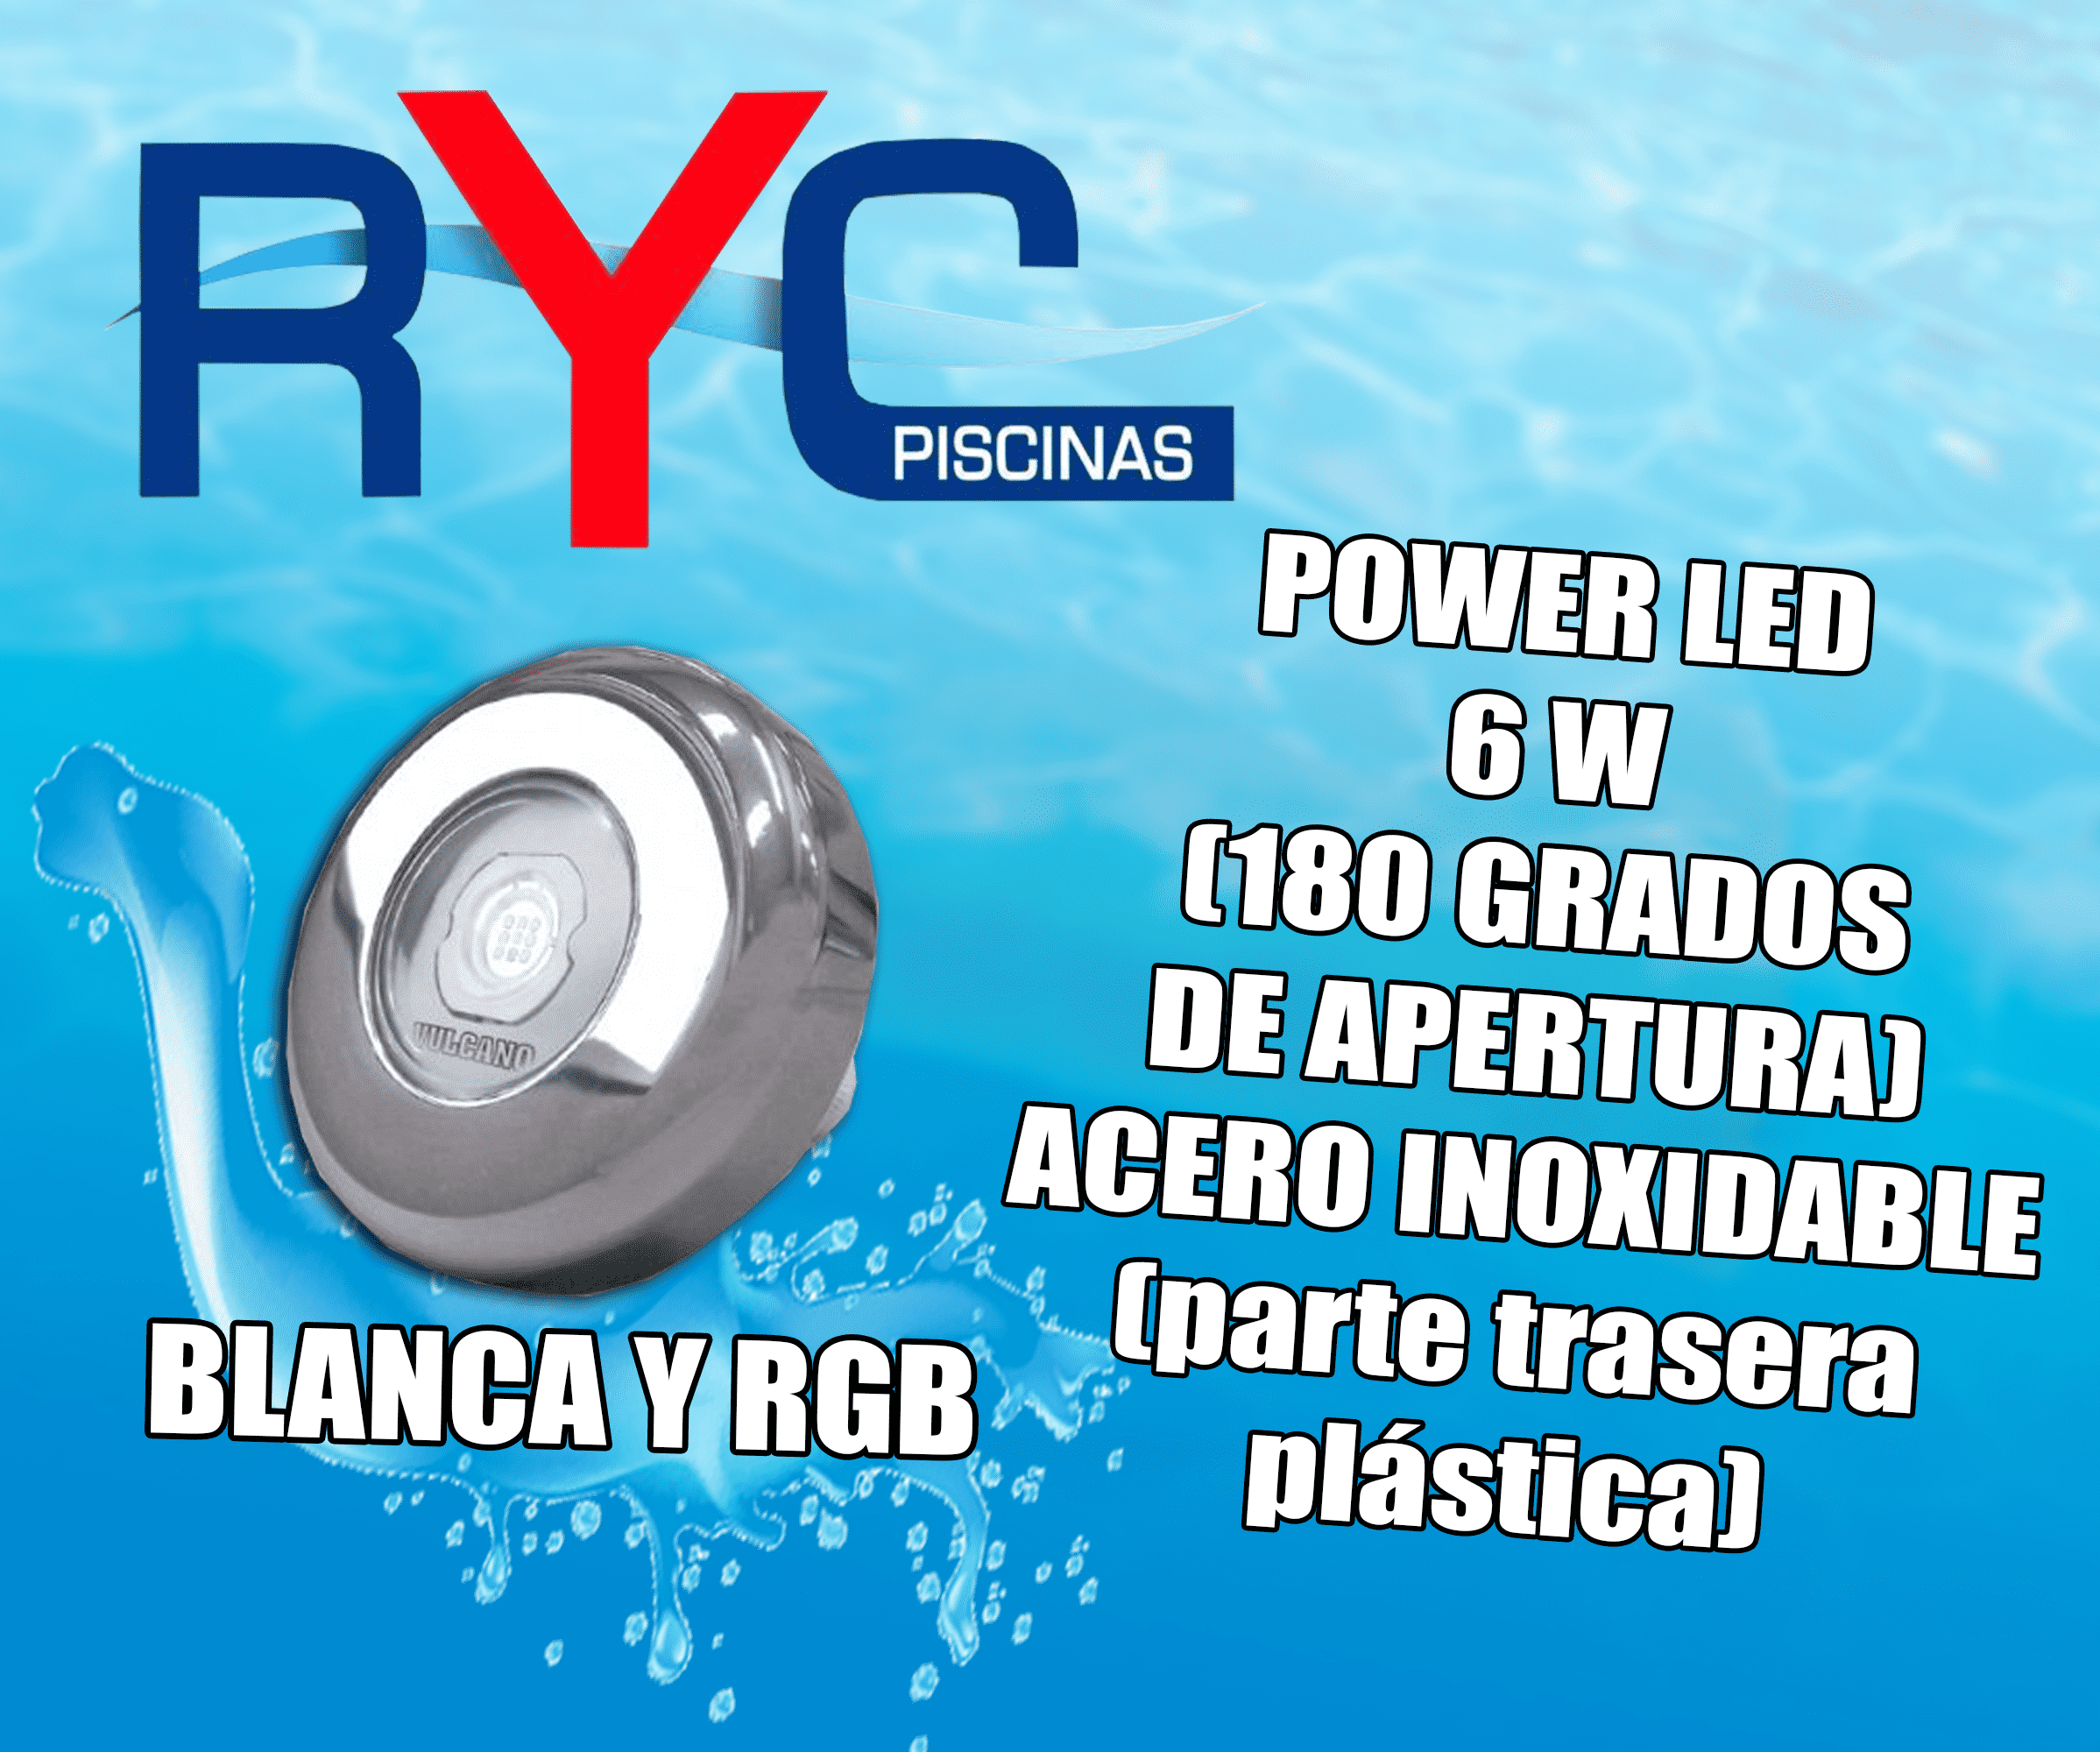 RYC
PISCINAS
POWER LED
6 W
(180 GRADOS
DE APERTURA)
ACERO INOXIDABLE
(parte trasera
plástica)
VULCANO
BLANCA Y RGB